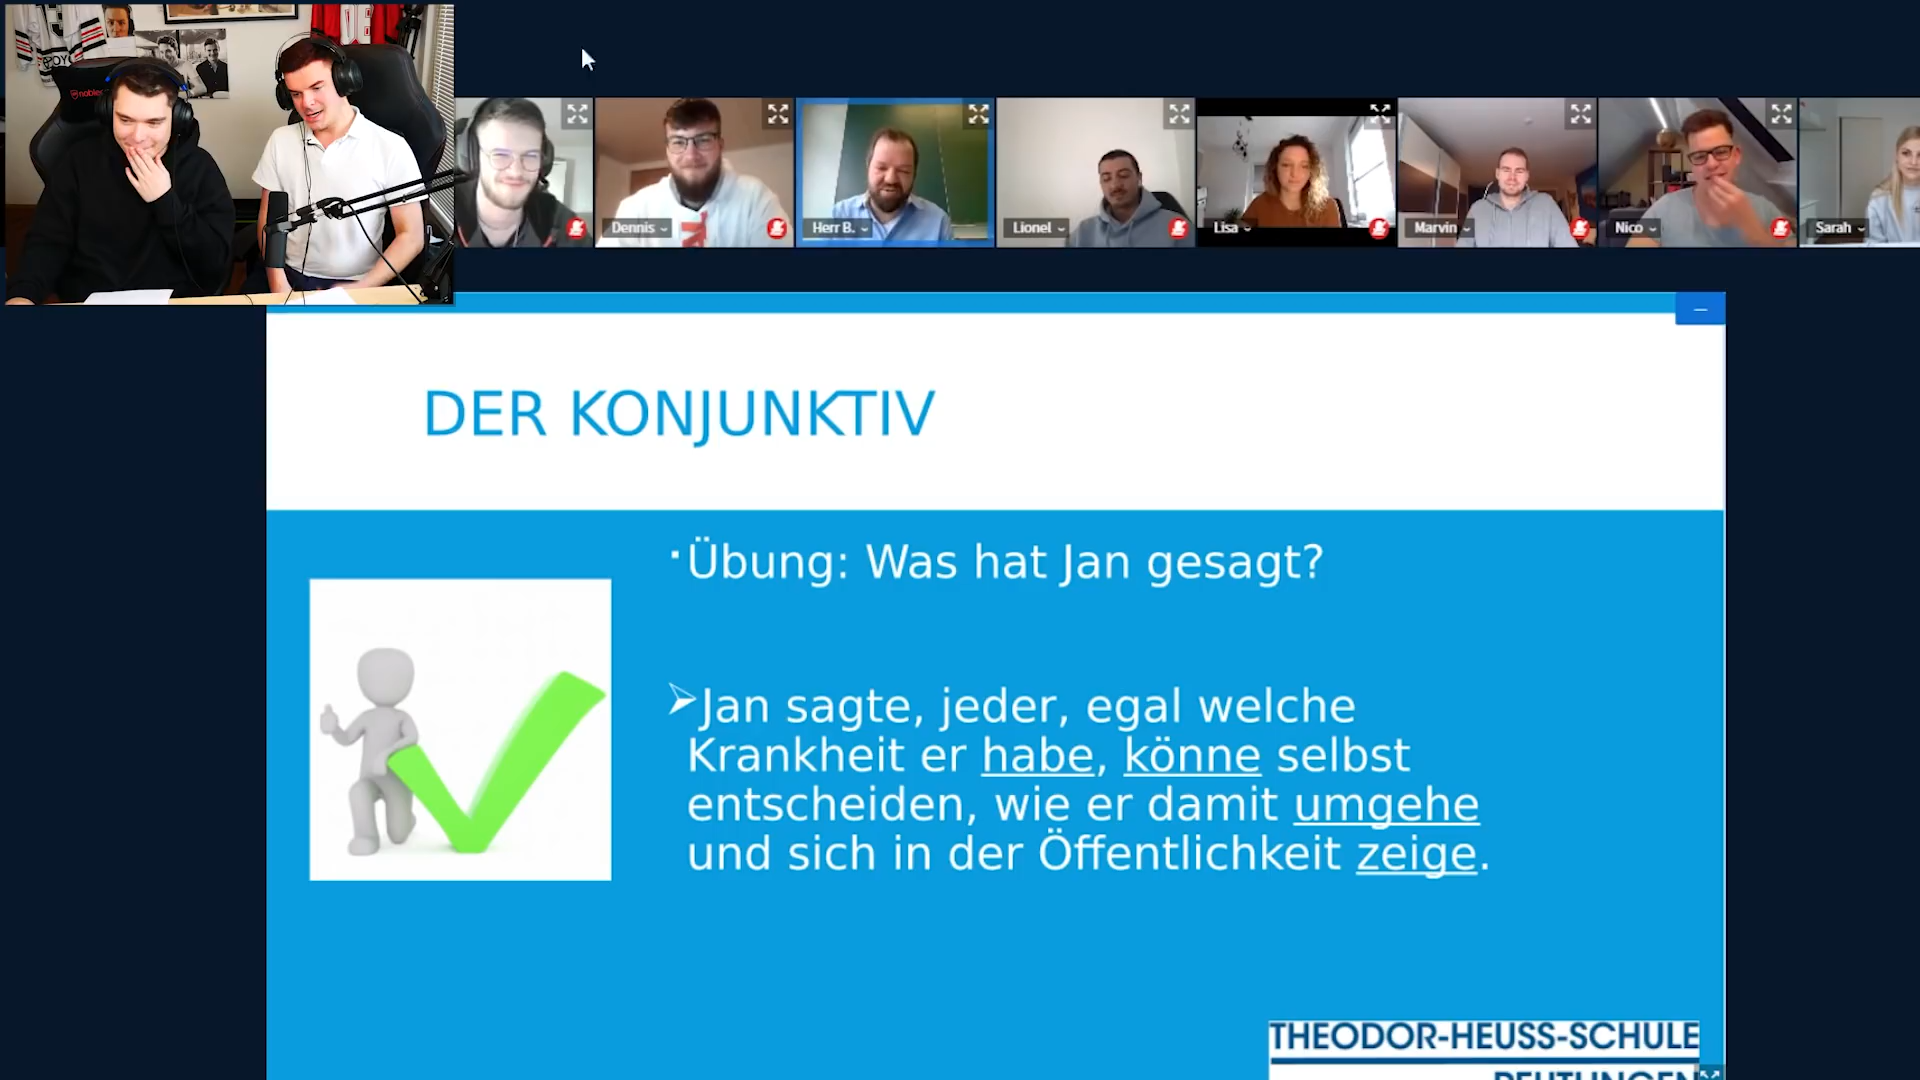 noble
Dennis
Herr B.
Lionel
Lisa
Marvin
Nico
Sarah
DER KONJUNKTIV
Übung: Was hat Jan gesagt?
Jan sagte, jeder, egal welche
Krankheit er habe, könne selbst
entscheiden, wie er damit umgehe
und sich in der Öffentlichkeit zeige.
THEODOR-HEUSS-SCHULE
REUTLINGEN